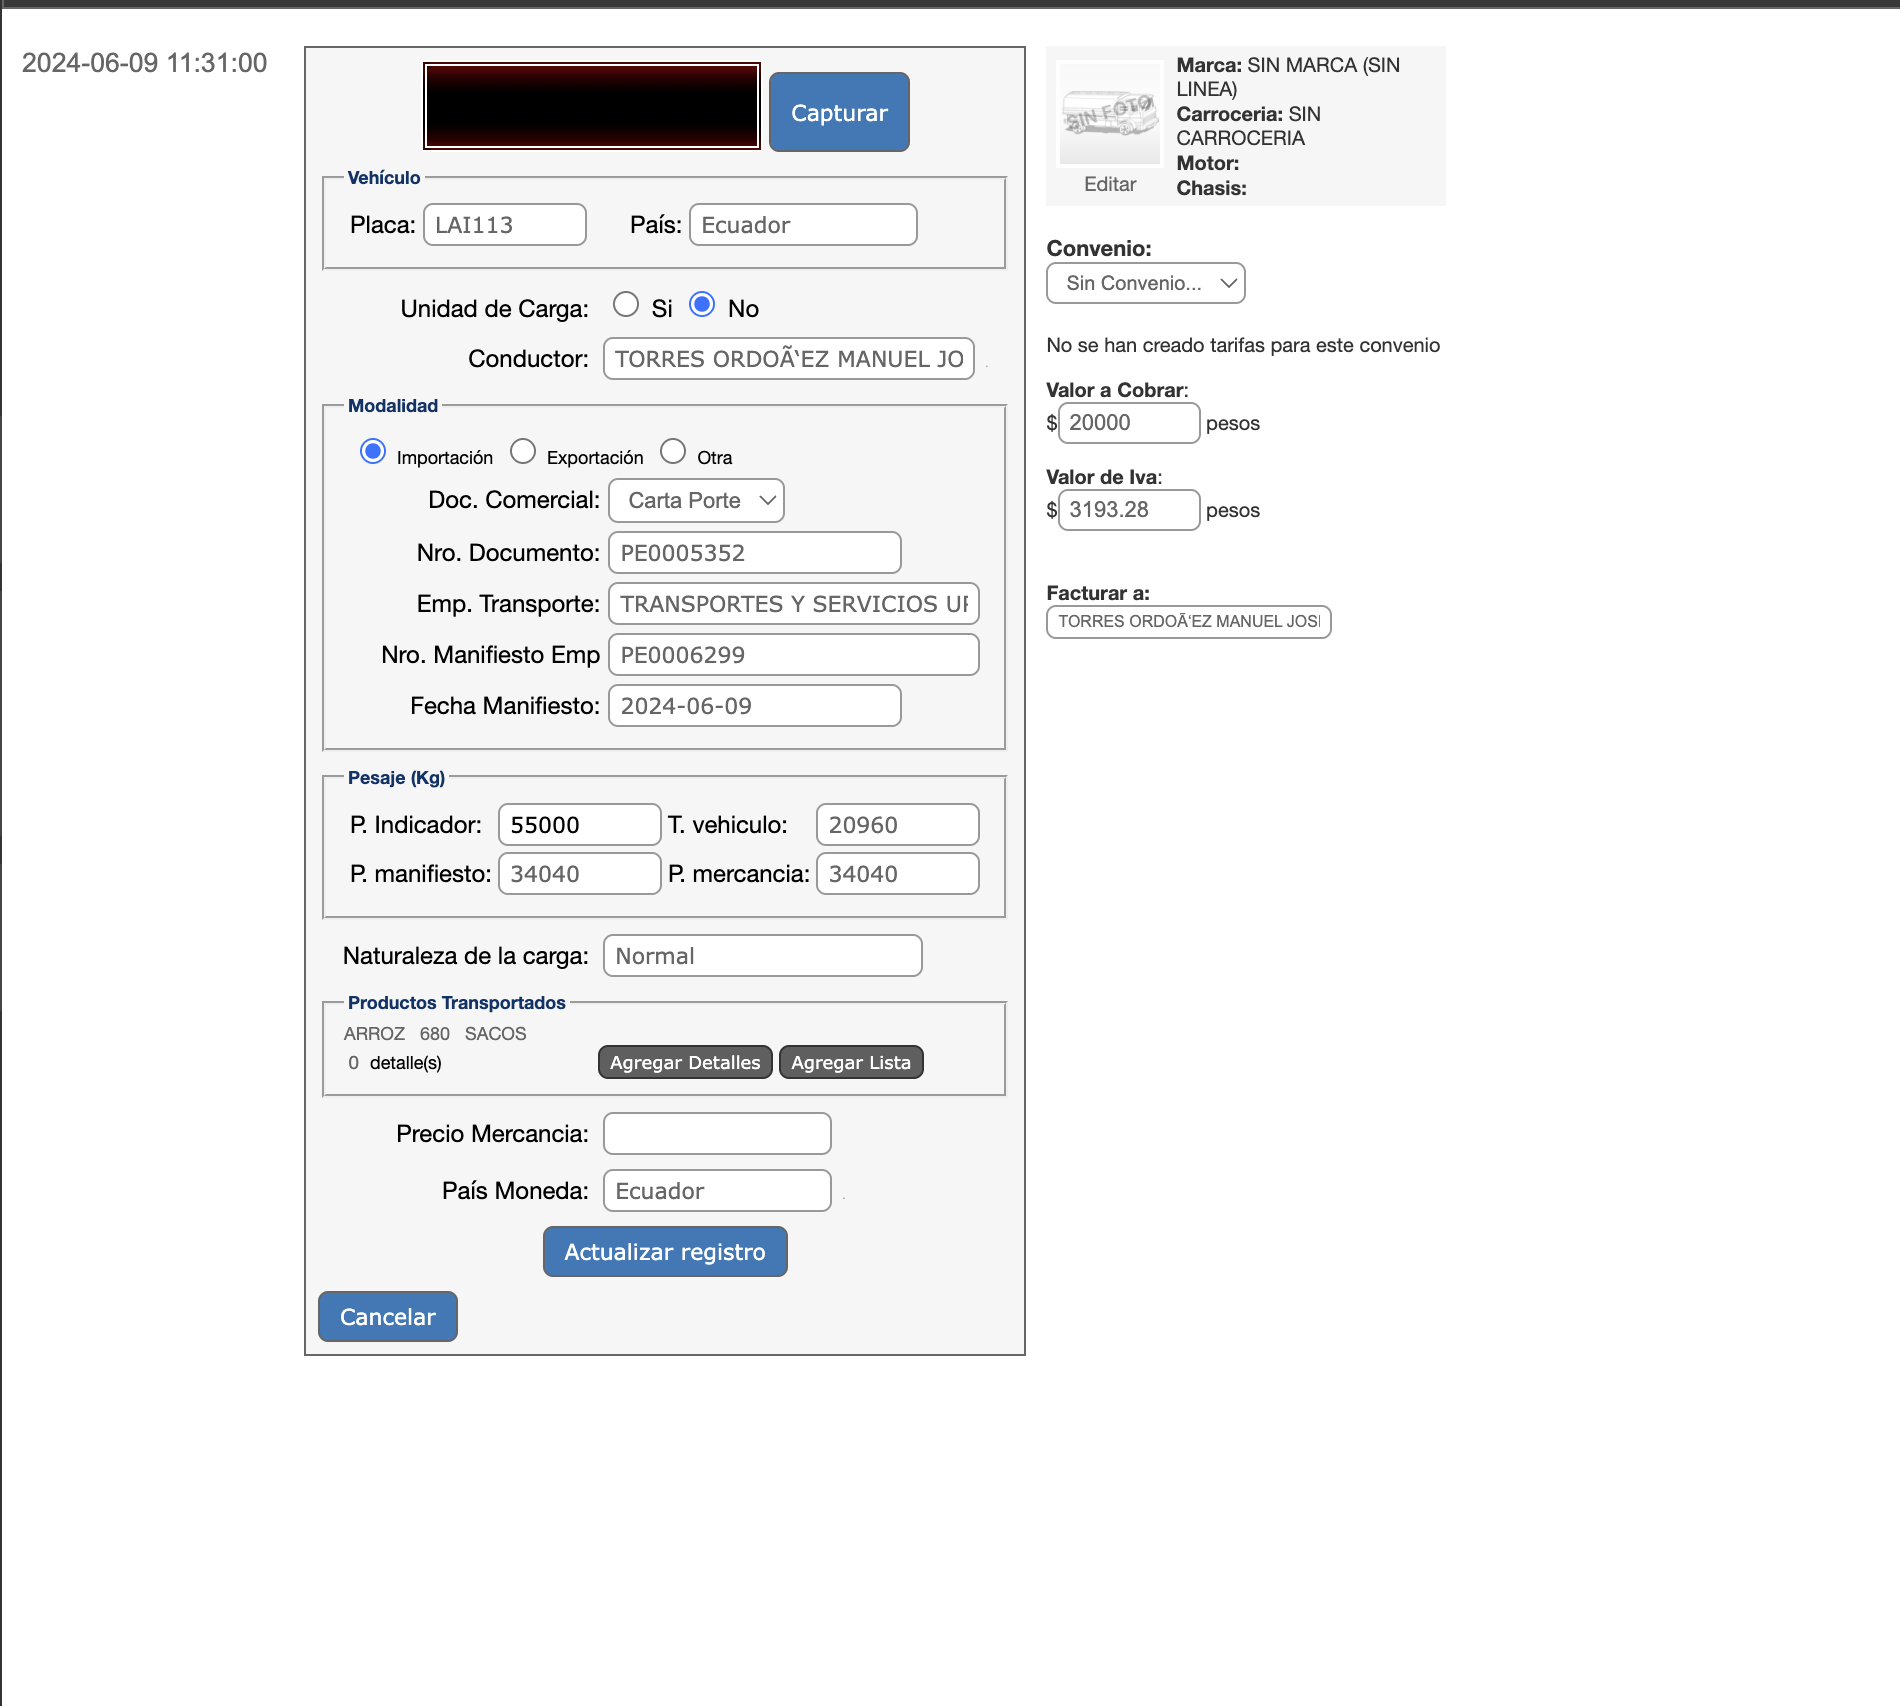 2024-06-09 11:31:00
Capturar
Vehículo
Placa: LAI113 País: Ecuador
Unidad de Carga: Si No
Conductor: TORRES ORDOÃ‘EZ MANUEL JO
Modalidad
Importación Exportación Otra
Doc. Comercial: Carta Porte
Nro. Documento: PE0005352
Emp. Transporte: TRANSPORTES Y SERVICIOS
Nro. Manifiesto Emp PE0006299
Fecha Manifiesto: 2024-06-09
Pesaje (Kg)
P. Indicador: 55000 T. vehiculo: 20960
P. manifiesto: 34040 P. mercancia: 34040
Naturaleza de la carga: Normal
Productos Transportados
ARROZ 680 SACOS
0 detalle(s) Agregar Detalles Agregar Lista
Precio Mercancia:
País Moneda: Ecuador
Actualizar registro
Cancelar
SIN FOTO
Editar
Marca: SIN MARCA (SIN
LINEA)
Carroceria: SIN
CARROCERIA
Motor:
Chasis:
Convenio:
Sin Convenio...
No se han creado tarifas para este convenio
Valor a Cobrar:
$ 20000 pesos
Valor de Iva:
$ 3193.28 pesos
Facturar a:
TORRES ORDOÃ‘EZ MANUEL JOS